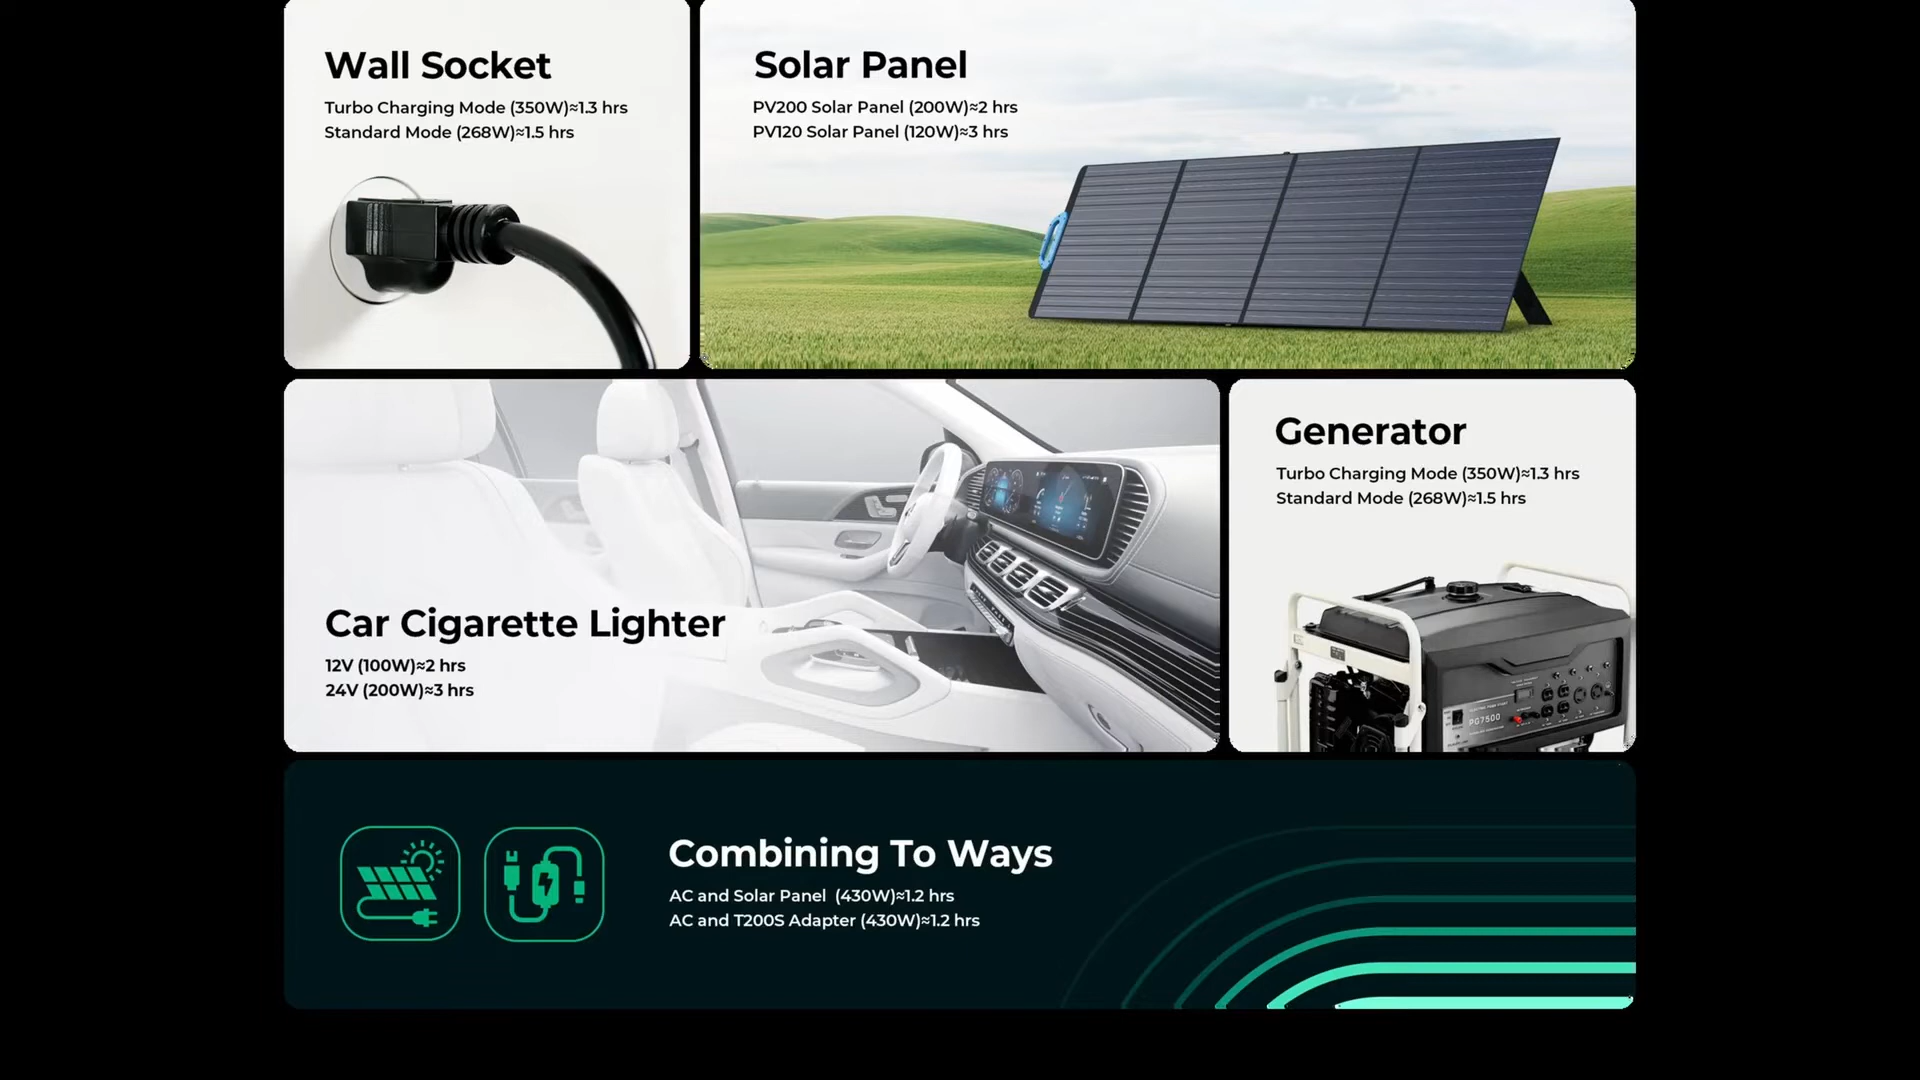 Wall Socket
Turbo Charging Mode (350W)≈1.3 hrs
Standard Mode (268W)≈1.5 hrs
Solar Panel
PV200 Solar Panel (200W)≈2 hrs
PV120 Solar Panel (120W)≈3 hrs
Car Cigarette Lighter
12V (100W)≈2 hrs
24V (200W)≈3 hrs
Generator
Turbo Charging Mode (350W)≈1.3 hrs
Standard Mode (268W)≈1.5 hrs
PG7500
Combining To Ways
AC and Solar Panel (430W)≈1.2 hrs
AC and T200S Adapter (430W)≈1.2 hrs